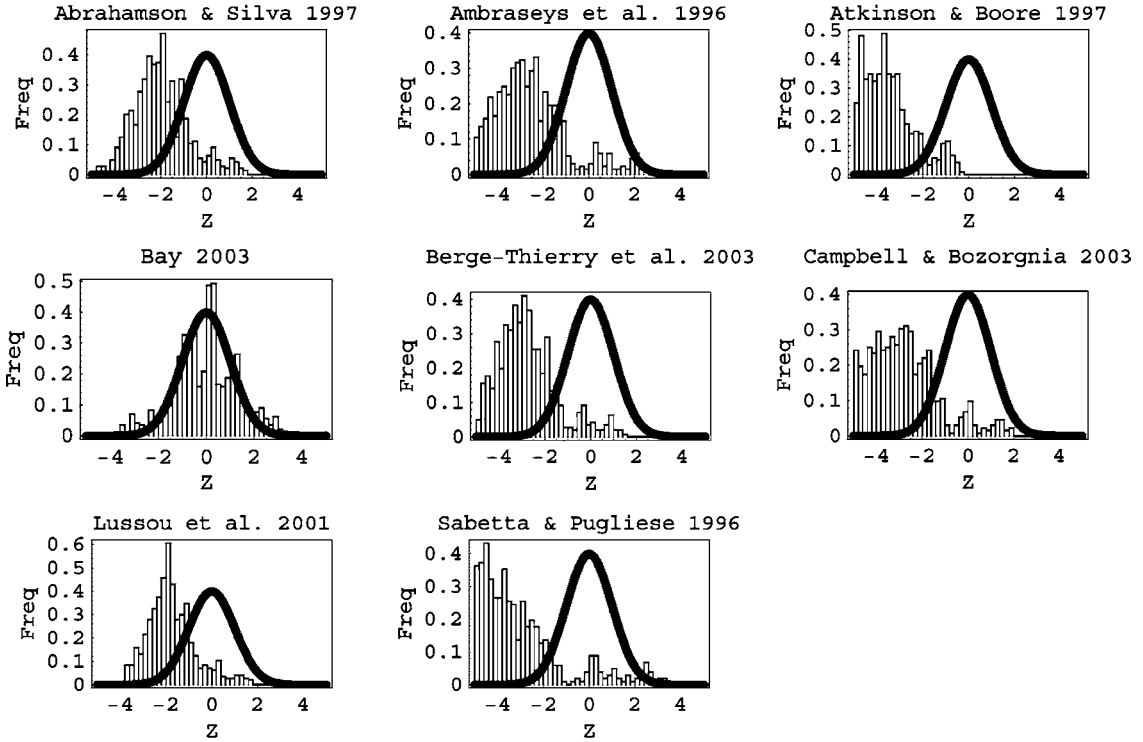 Abrahamson & Silva 1997
Freq
0.4
0.3
0.2
0.1
0
-4 -2 0 2 4
Z
Ambraseys et al. 1996
Freq
0.4
0.3
0.2
0.1
0
-4 -2 0 2 4
Z
Atkinson & Boore 1997
Freq
0.5
0.4
0.3
0.2
0.1
0
-4 -2 0 2 4
Z
Bay 2003
Freq
0.5
0.4
0.3
0.2
0.1
0
-4 -2 0 2 4
Z
Berge-Thierry et al. 2003
Freq
0.4
0.3
0.2
0.1
0
-4 -2 0 2 4
Z
Campbell & Bozorgnia 2003
Freq
0.4
0.3
0.2
0.1
0
-4 -2 0 2 4
Z
Lussou et al. 2001
Freq
0.6
0.5
0.4
0.3
0.2
0.1
0
-4 -2 0 2 4
Z
Sabetta & Pugliese 1996
Freq
0.4
0.3
0.2
0.1
0
-4 -2 0 2 4
Z